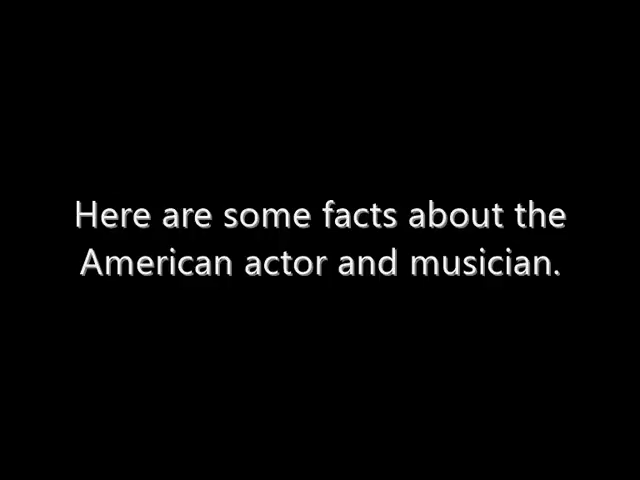 Here are some facts about the
American actor and musician.